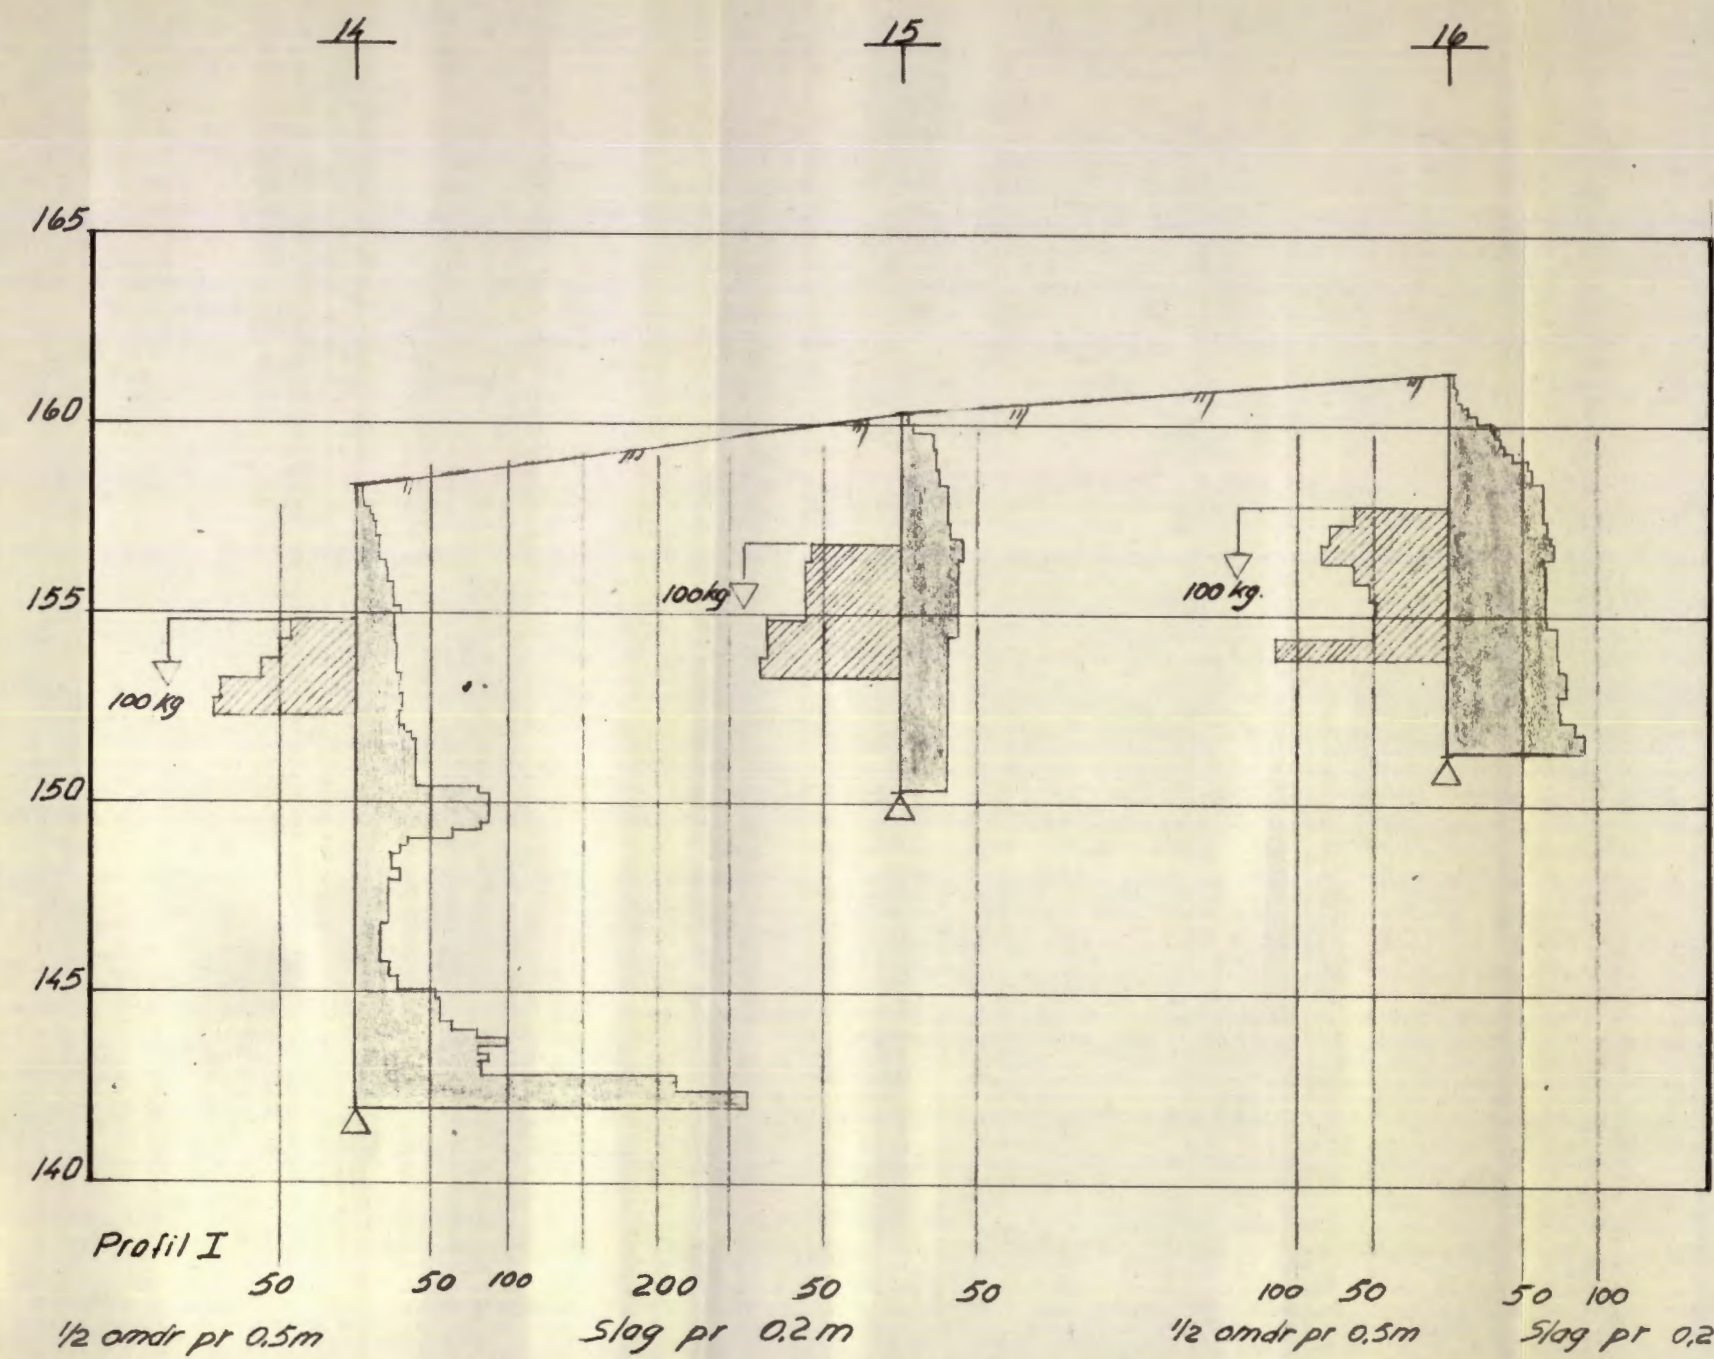 14 15 16
165
160
155
150
145
140
100 kg
100kg
100 kg.
Profil I
50 50 100 200 50 50 100 50 50 100
1/2 omdr pr 0.5m Slag pr 0.2m 1/2 omdr pr 0.5m Slag pr 0.2